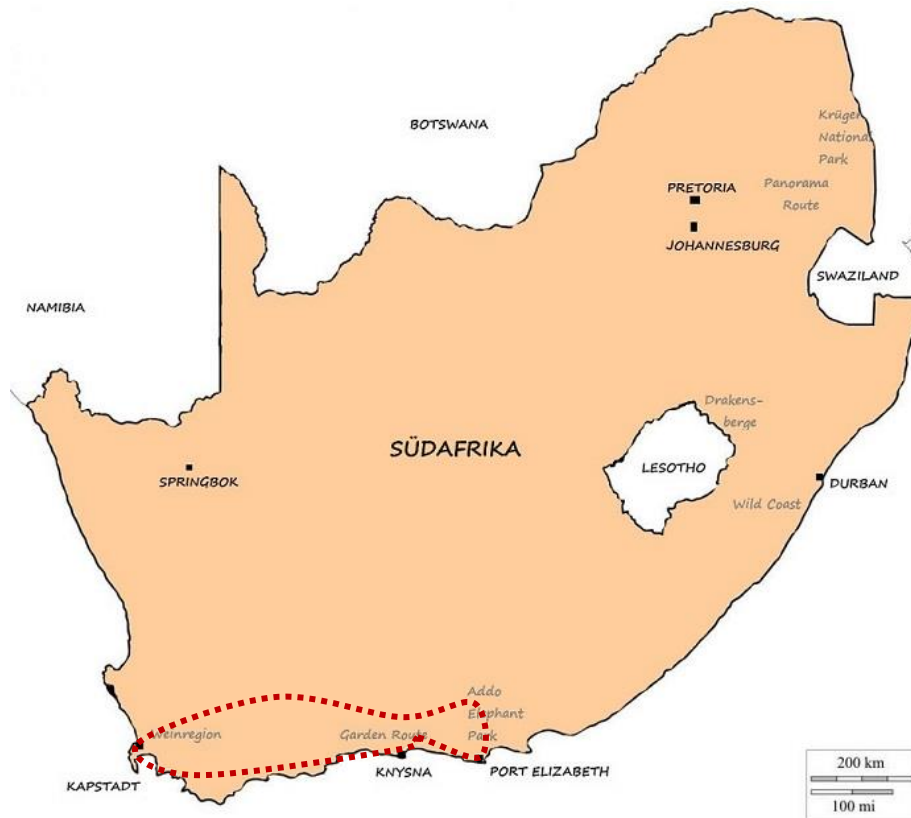 BOTSWANA
Krüger
National
Park
PRETORIA
Panorama
Route
JOHANNESBURG
SWAZILAND
NAMIBIA
Drakens-
berge
SÜDAFRIKA
LESOTHO
SPRINGBOK
DURBAN
Wild Coast
Addo
Elephant
Park
Weinregion
Garden Route
KAPSTADT
KNYSNA
PORT ELIZABETH
200 km
100 mi